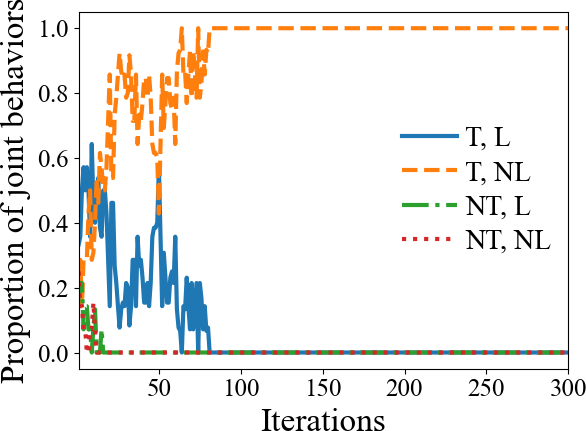 Proportion of joint behaviors
1.0
0.8
0.6
0.4
0.2
0.0
T, L
T, NL
NT, L
NT, NL
50 100 150 200 250 300
Iterations